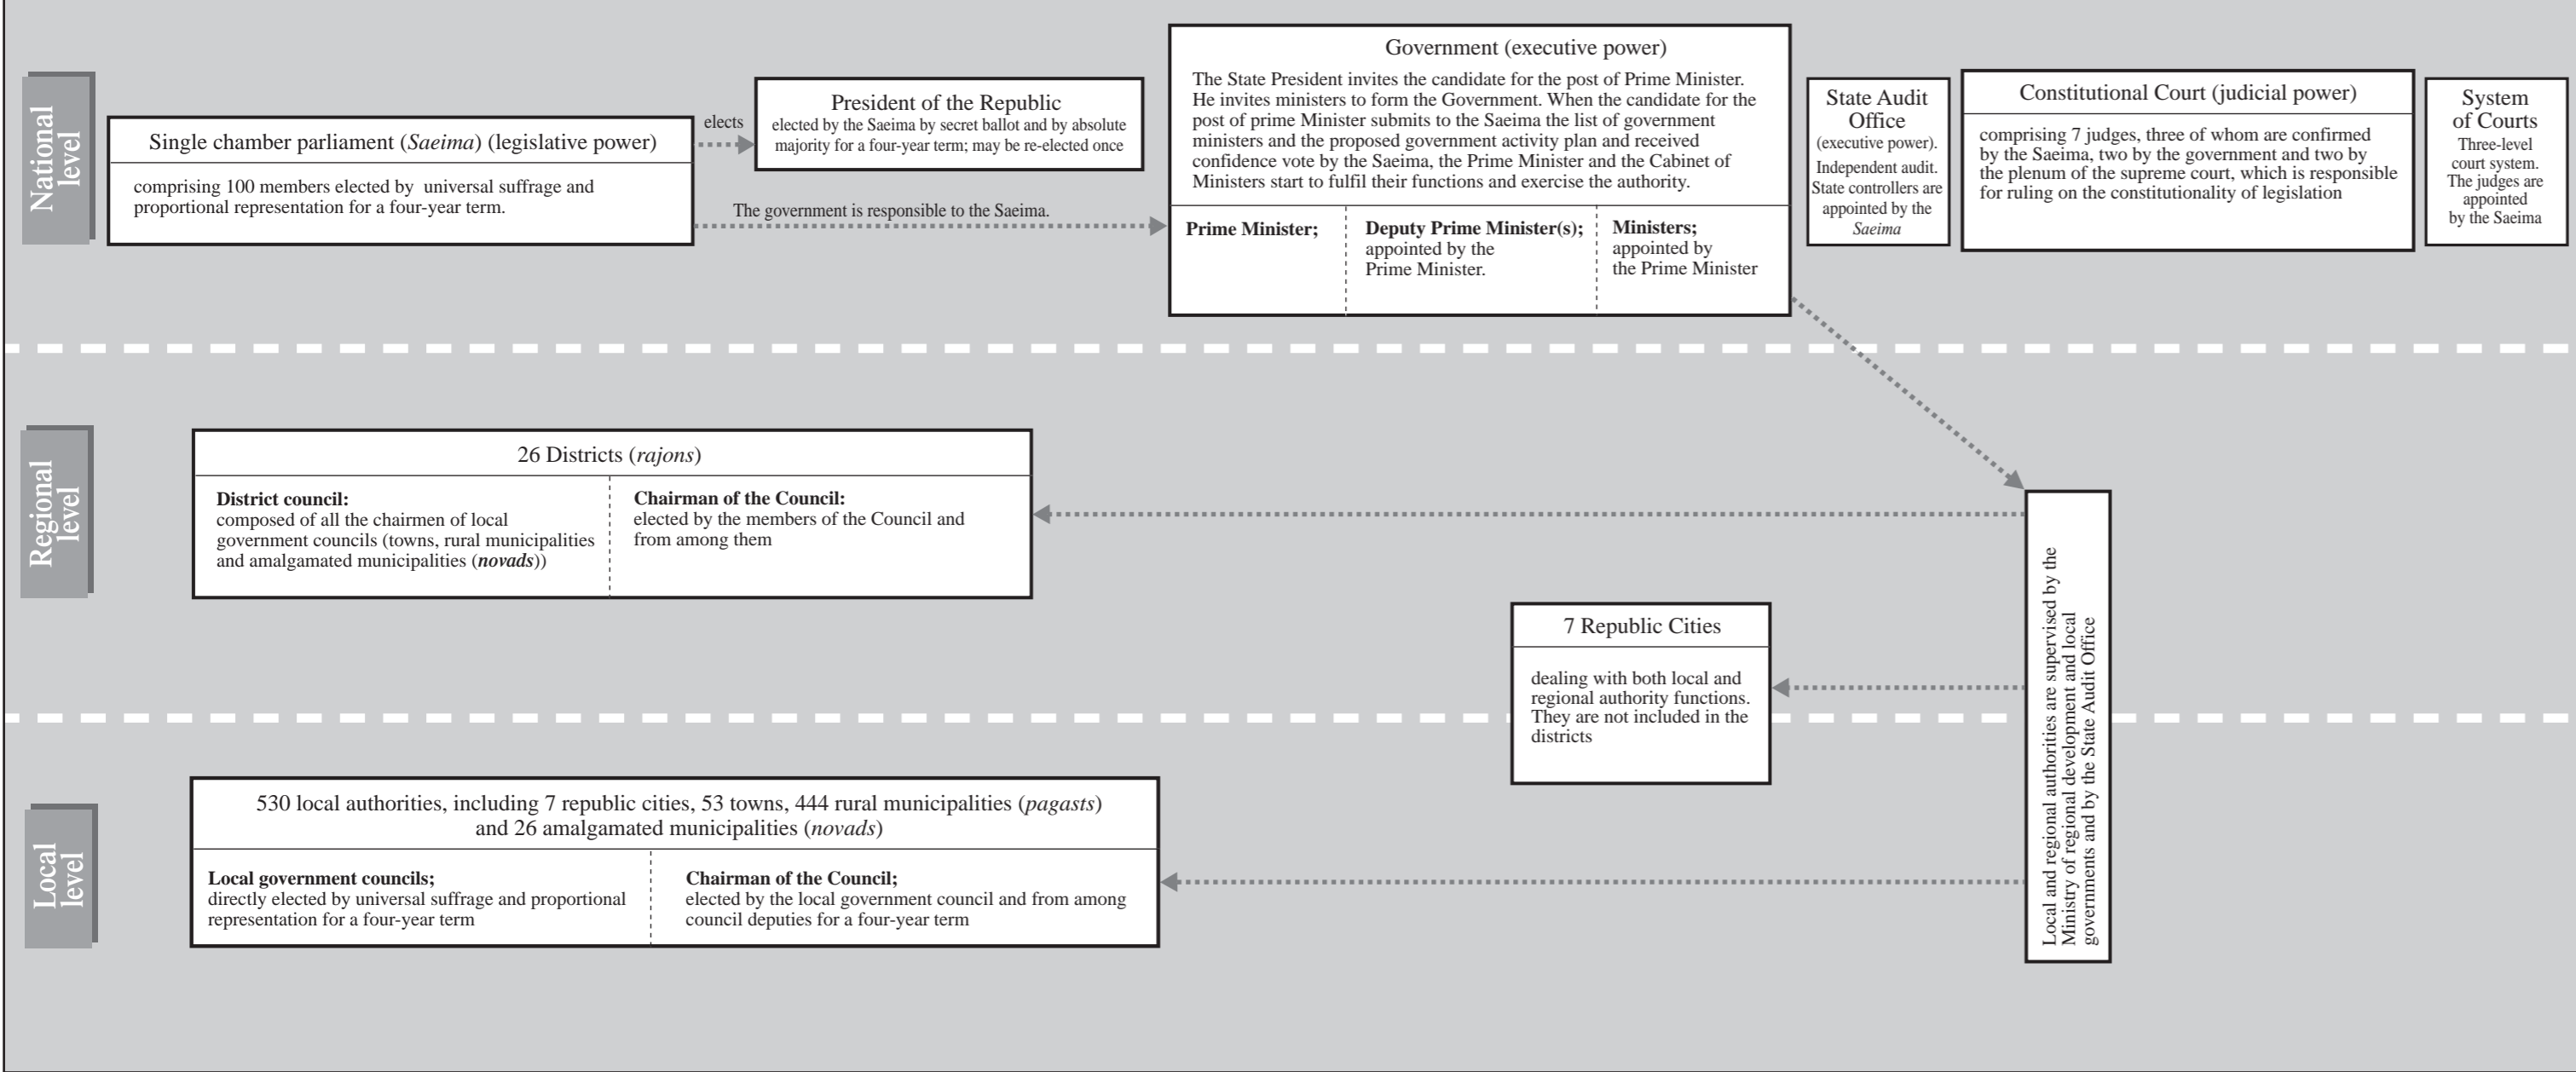 National
level
Single chamber parliament (Saeima) (legislative power)
comprising 100 members elected by universal suffrage and
proportional representation for a four-year term.
elects
President of the Republic
elected by the Saeima by secret ballot and by absolute
majority for a four-year term; may be re-elected once
The government is responsible to the Saeima.
Government (executive power)
The State President invites the candidate for the post of Prime Minister.
He invites ministers to form the Government. When the candidate for the
post of prime Minister submits to the Saeima the list of government
ministers and the proposed government activity plan and received
confidence vote by the Saeima, the Prime Minister and the Cabinet of
Ministers start to fulfil their functions and exercise the authority.
Prime Minister;
Deputy Prime Minister(s);
appointed by the
Prime Minister.
Ministers;
appointed by
the Prime Minister
State Audit
Office
(executive power).
Independent audit.
State controllers are
appointed by the
Saeima
Constitutional Court (judicial power)
comprising 7 judges, three of whom are confirmed
by the Saeima, two by the government and two by
the plenum of the supreme court, which is responsible
for ruling on the constitutionality of legislation
System
of Courts
Three-level
court system.
The judges are
appointed
by the Saeima
Regional
level
26 Districts (rajons)
District council:
composed of all the chairmen of local
government councils (towns, rural municipalities
and amalgamated municipalities (novads))
Chairman of the Council:
elected by the members of the Council and
from among them
7 Republic Cities
dealing with both local and
regional authority functions.
They are not included in the
districts
Local and regional authorities are supervised by the
Ministry of regional development and local
governments and by the State Audit Office
Local
level
530 local authorities, including 7 republic cities, 53 towns, 444 rural municipalities (pagasts)
and 26 amalgamated municipalities (novads)
Local government councils;
directly elected by universal suffrage and proportional
representation for a four-year term
Chairman of the Council;
elected by the local government council and from among
council deputies for a four-year term